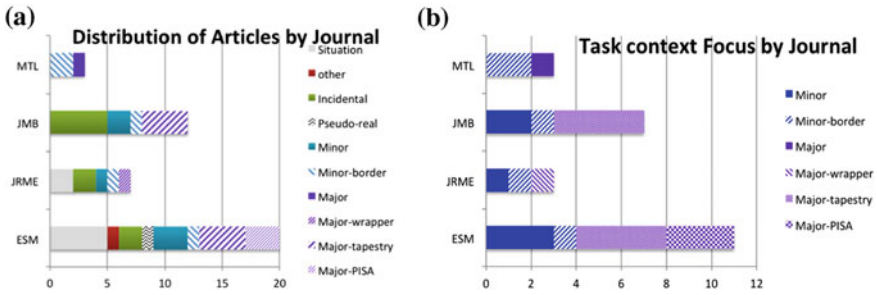 (a)
Distribution of Articles by Journal
MTL
JMB
JRME
ESM
0 5 10 15 20
Situation
other
Incidental
Pseudo-real
Minor
Minor-border
Major
Major-wrapper
Major-tapestry
Major-PISA
(b)
Task context Focus by Journal
MTL
JMB
JRME
ESM
0 2 4 6 8 10 12
Minor
Minor-border
Major
Major-wrapper
Major-tapestry
Major-PISA